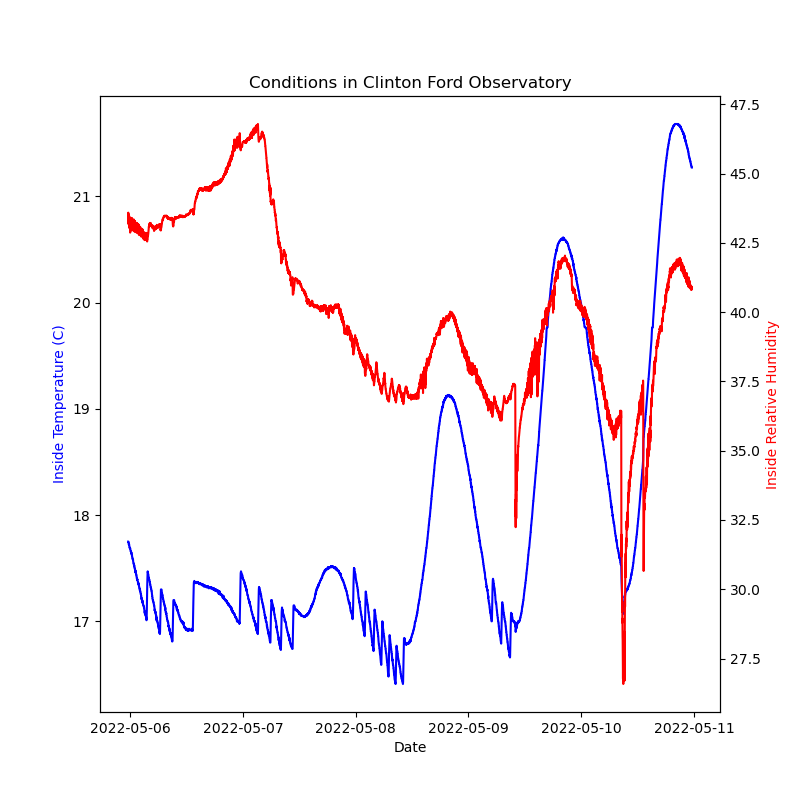 Conditions in Clinton Ford Observatory
47.5
45.0
42.5
40.0
37.5
35.0
32.5
30.0
27.5
21
20
19
18
17
Inside Temperature (C)
Inside Relative Humidity
2022-05-06 2022-05-07 2022-05-08 2022-05-09 2022-05-10 2022-05-11
Date